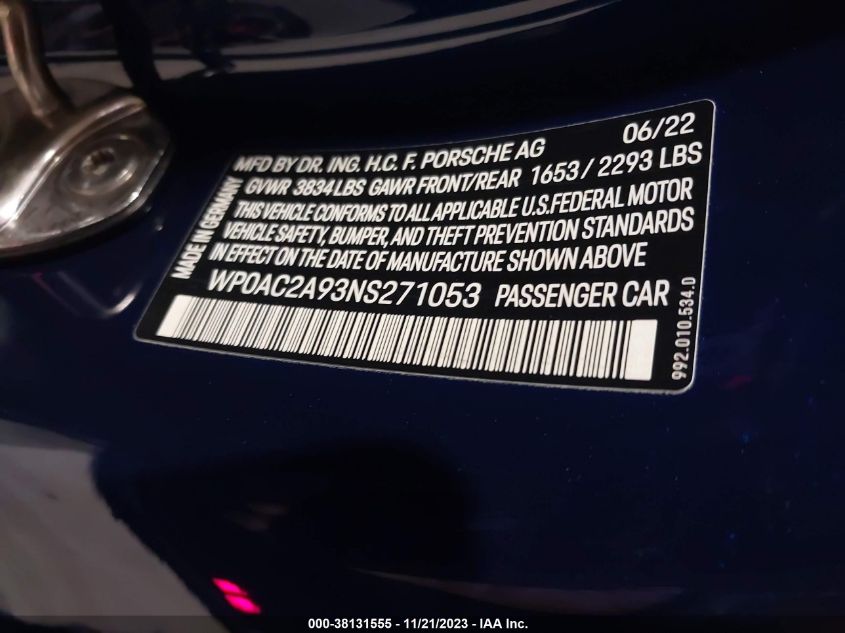 06/22
MFD BY DR. ING. H.C. F. PORSCHE AG
GVWR 3834 LBS GAWR FRONT/REAR 1653 / 2293 LBS
THIS VEHICLE CONFORMS TO ALL APPLICABLE U.S.FEDERAL MOTOR
VEHICLE SAFETY, BUMPER, AND THEFT PREVENTION STANDARDS
IN EFFECT ON THE DATE OF MANUFACTURE SHOWN ABOVE
MADE IN GERMANY
WP0AC2A93NS271053 PASSENGER CAR
992.010.534.0
000-38131555 - 11/21/2023 - IAA Inc.